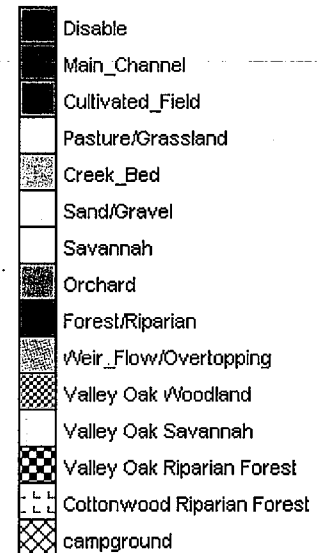 Disable
Main_Channel
Cultivated_Field
Pasture/Grassland
Creek_Bed
Sand/Gravel
Savannah
Orchard
Forest/Riparian
Weir_Flow/Overtopping
Valley Oak Woodland
Valley Oak Savannah
Valley Oak Riparian Forest
Cottonwood Riparian Forest
campground